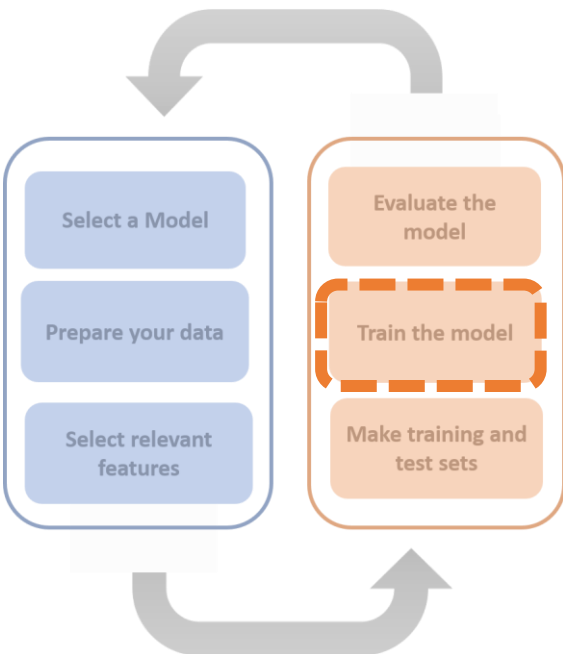 Select a Model
Prepare your data
Select relevant
features
Evaluate the
model
Train the model
Make training and
test sets